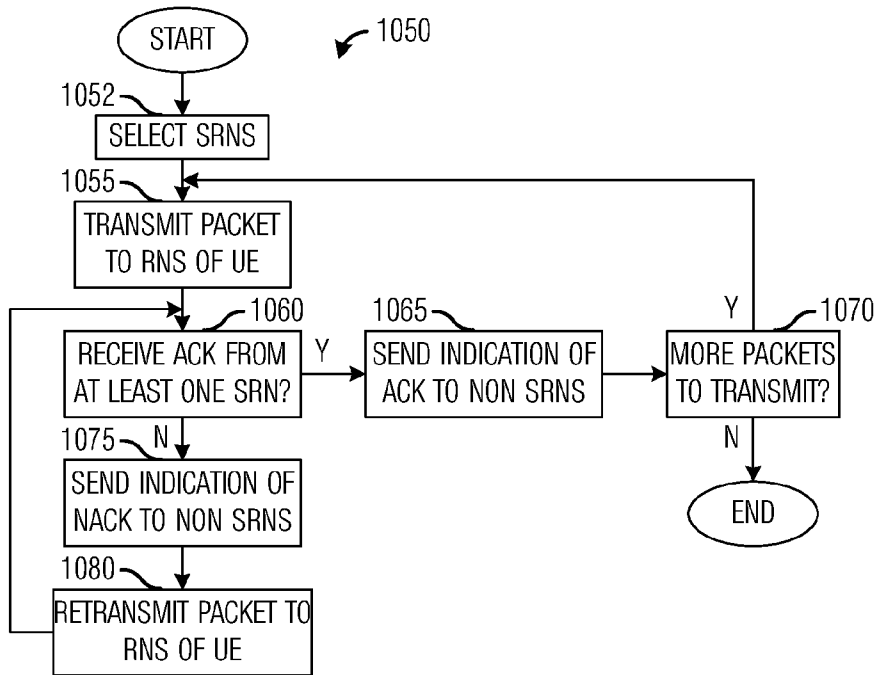 START
1050
1052
SELECT SRNS
1055
TRANSMIT PACKET
TO RNS OF UE
1060
RECEIVE ACK FROM
AT LEAST ONE SRN?
Y
1065
SEND INDICATION OF
ACK TO NON SRNS
Y
1070
MORE PACKETS
TO TRANSMIT?
N
END
N
1075
SEND INDICATION OF
NACK TO NON SRNS
1080
RETRANSMIT PACKET TO
RNS OF UE